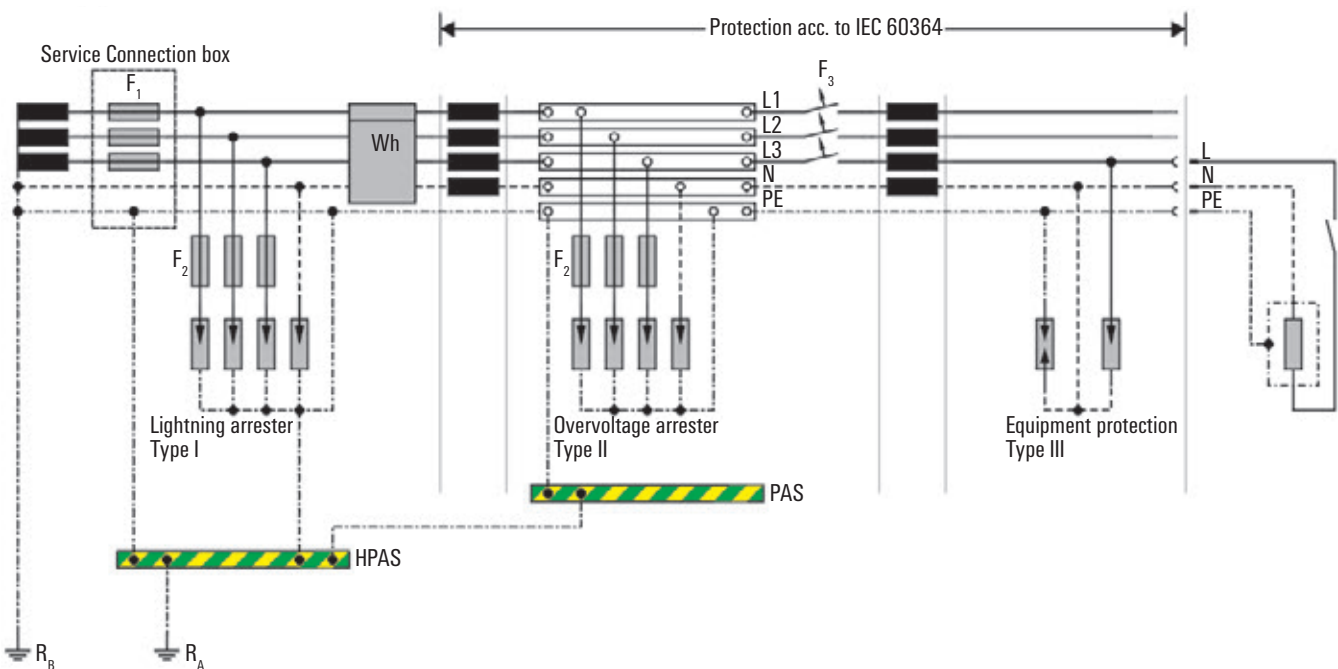 Protection acc. to IEC 60364
Service Connection box
F1
F3
L1
L2
L3
N
PE
Wh
L
N
PE
F2
F2
Lightning arrester
Type I
Overvoltage arrester
Type II
Equipment protection
Type III
PAS
HPAS
RB
RA